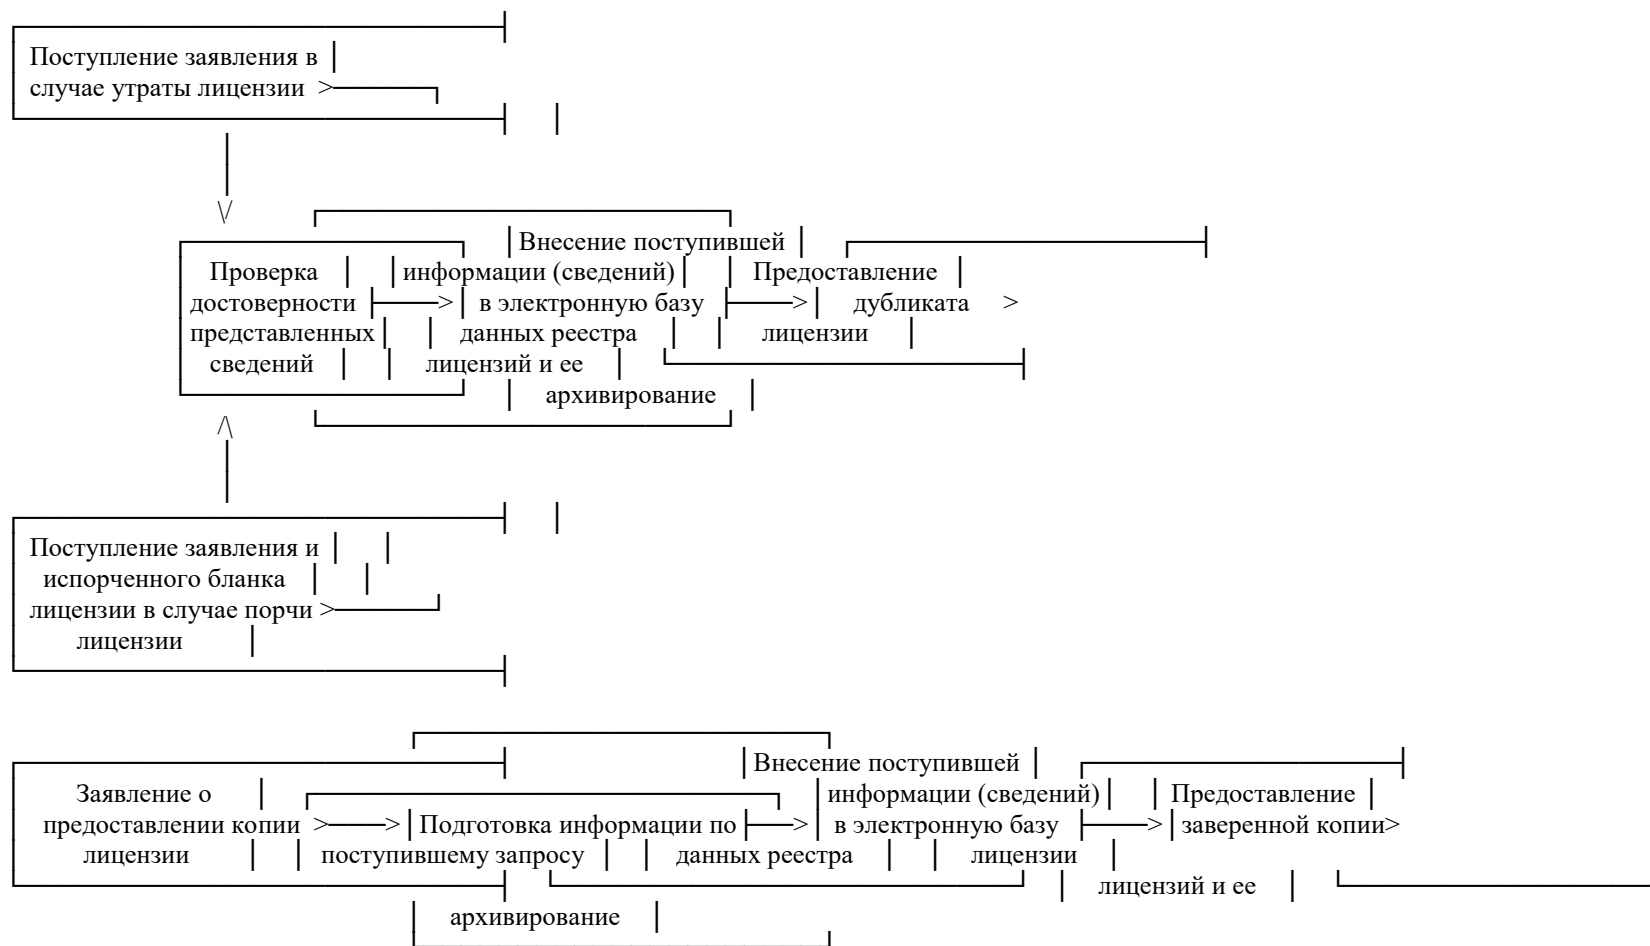 Поступление заявления в
случае утраты лицензии >
\/
Внесение поступившей
Проверка информации (сведений) Предоставление
достоверности > в электронную базу > дубликата >
представленных данных реестра лицензии
сведений лицензий и ее
архивирование
/\
Поступление заявления и
испорченного бланка
лицензии в случае порчи >
лицензии
Внесение поступившей
Заявление о информации (сведений) Предоставление
предоставлении копии > > Подготовка информации по > в электронную базу > заверенной копии>
лицензии поступившему запросу данных реестра лицензии
лицензий и ее
архивирование